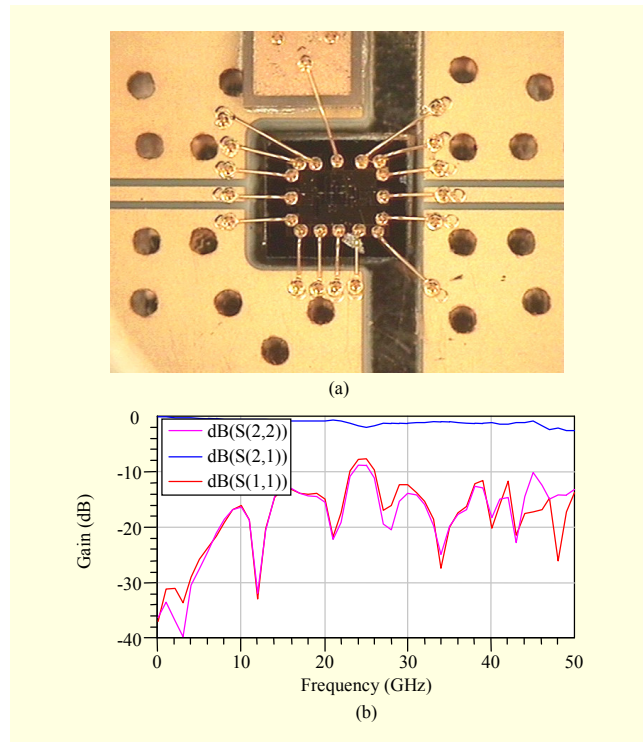 (a)
0
-10
-20
-30
-40
Gain (dB)
dB(S(2,2))
dB(S(2,1))
dB(S(1,1))
0
10
20
30
40
50
Frequency (GHz)
(b)